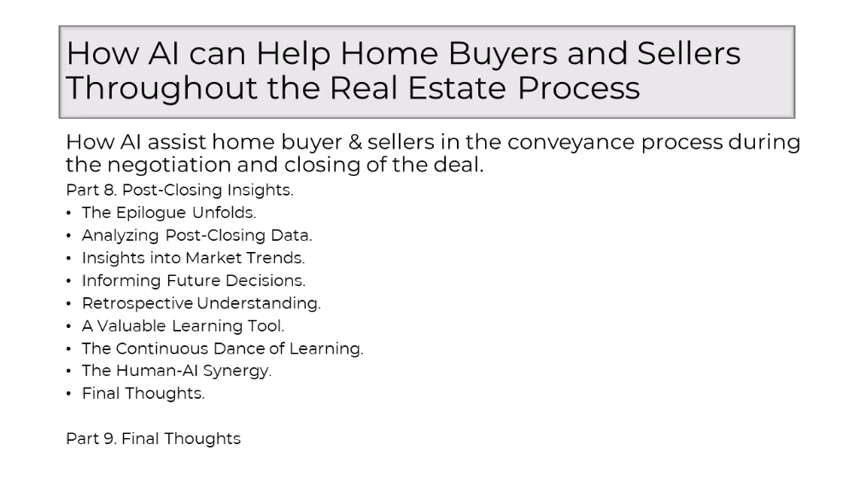 How AI can Help Home Buyers and Sellers
Throughout the Real Estate Process
How AI assist home buyer & sellers in the conveyance process during
the negotiation and closing of the deal.
Part 8. Post-Closing Insights.
• The Epilogue Unfolds.
• Analyzing Post-Closing Data.
• Insights into Market Trends.
• Informing Future Decisions.
• Retrospective Understanding.
• A Valuable Learning Tool.
• The Continuous Dance of Learning.
• The Human-AI Synergy.
• Final Thoughts.
Part 9. Final Thoughts